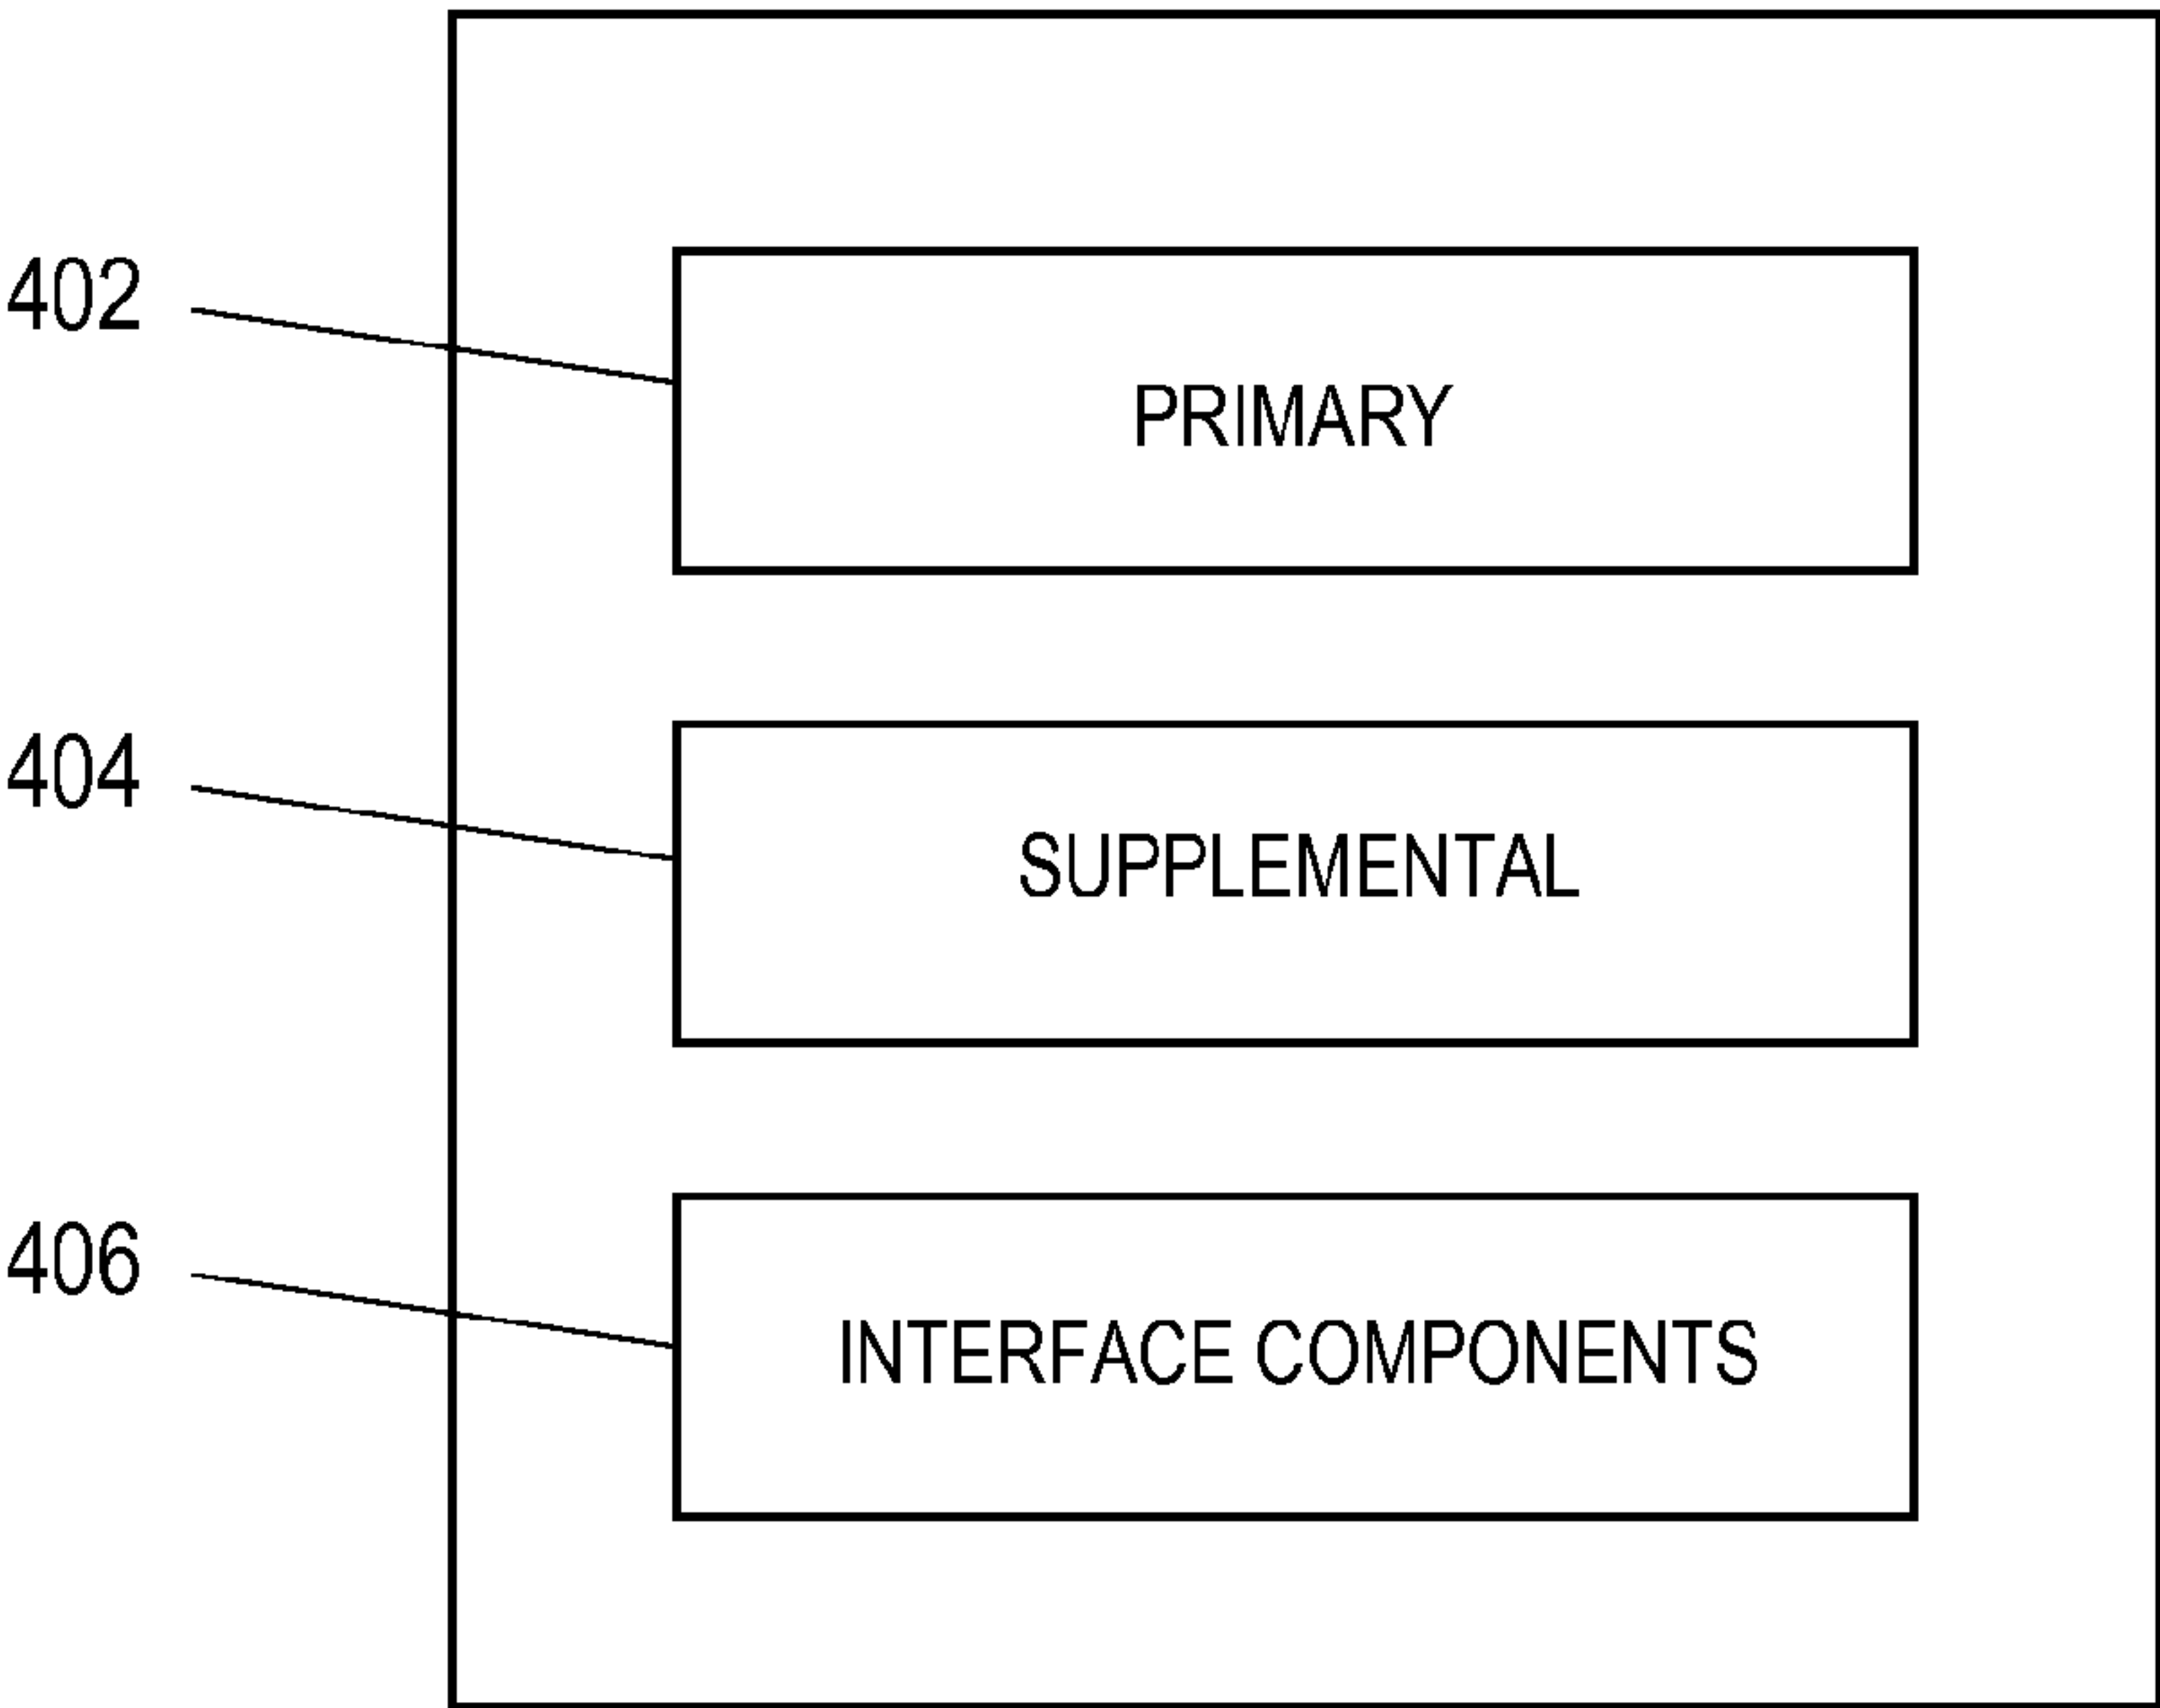 402
PRIMARY
404
SUPPLEMENTAL
406
INTERFACE COMPONENTS